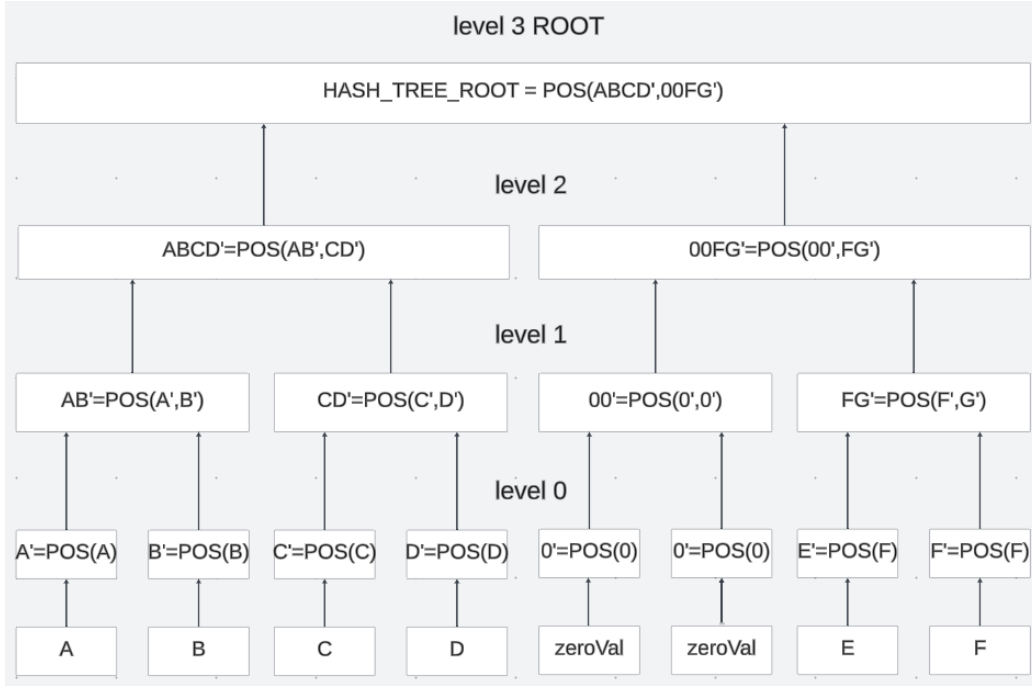 level 3 ROOT
HASH_TREE_ROOT = POS(ABCD',00FG')
level 2
ABCD'=POS(AB',CD')
00FG'=POS(00',FG')
level 1
AB'=POS(A',B')
CD'=POS(C',D')
00'=POS(0',0')
FG'=POS(F',G')
level 0
A'=POS(A)
B'=POS(B)
C'=POS(C)
D'=POS(D)
0'=POS(0)
0'=POS(0)
E'=POS(F)
F'=POS(F)
A
B
C
D
zeroVal
zeroVal
E
F